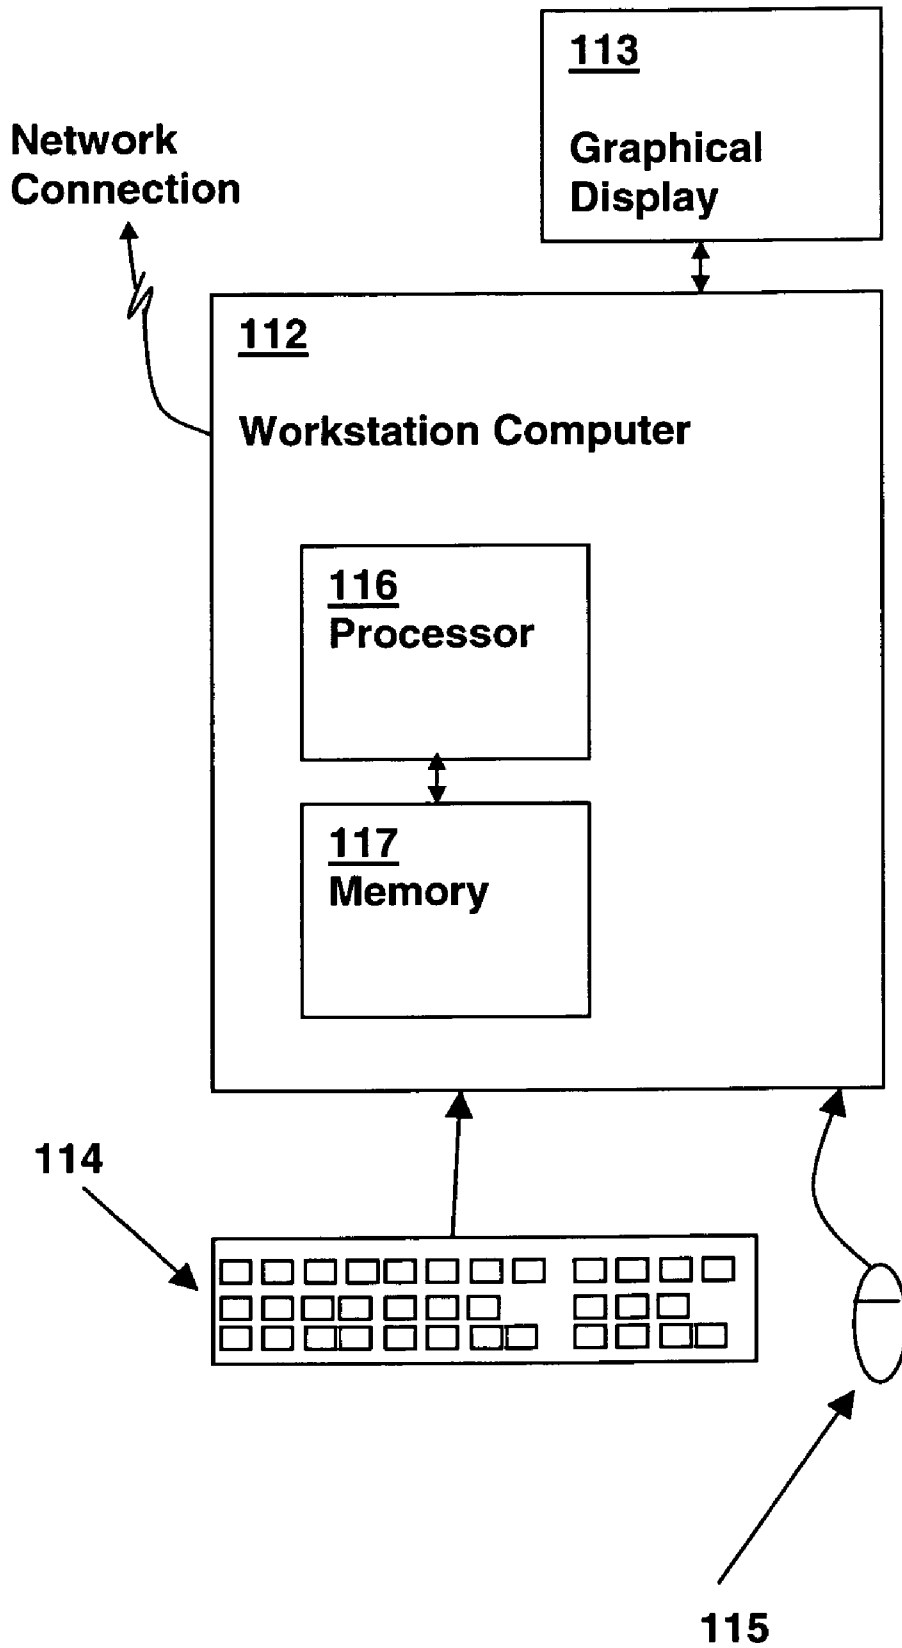 113
Graphical
Display
Network
Connection
112
Workstation Computer
116
Processor
117
Memory
114
115